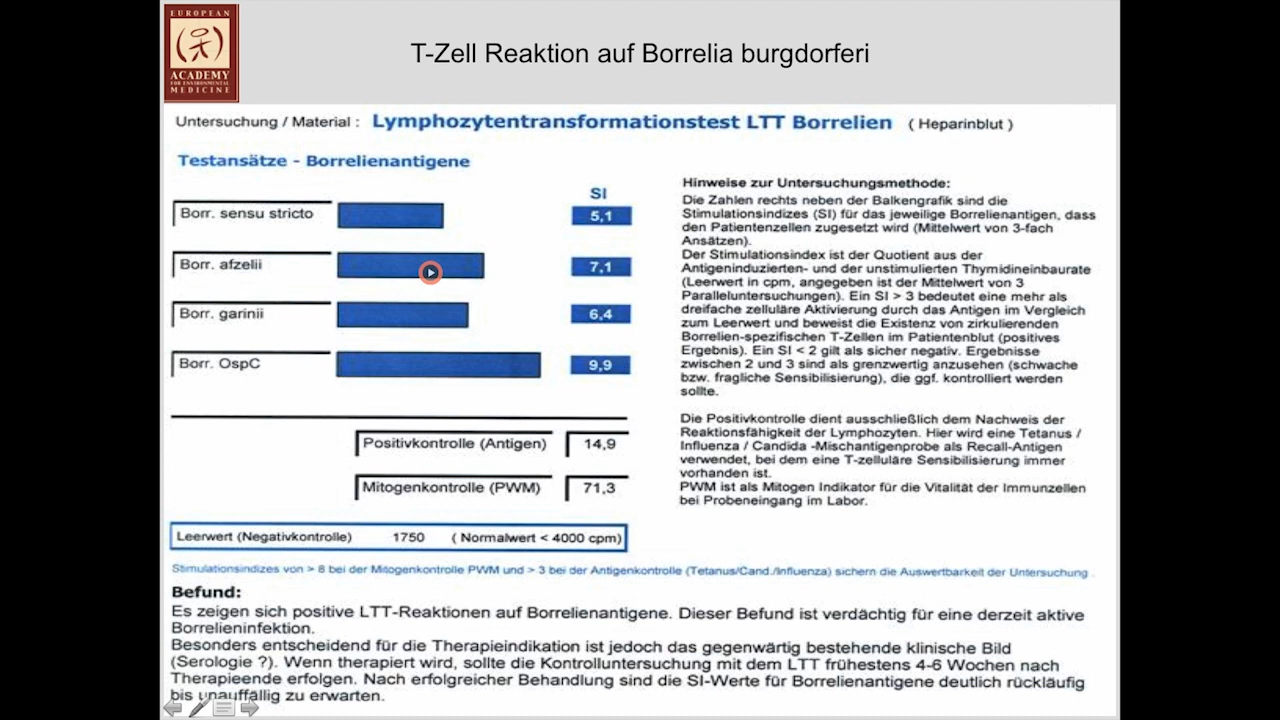 EUROPEAN
ACADEMY
FOR ENVIRONMENTAL
MEDICINE
T-Zell Reaktion auf Borrelia burgdorferi
Untersuchung / Material : Lymphozytentransformationstest LTT Borrelien ( Heparinblut )
Testansätze - Borrelienantigene
SI
Borr. sensu stricto 5,1
Borr. afzelii 7,1
Borr. garinii 6,4
Borr. OspC 9,9
Positivkontrolle (Antigen) 14,9
Mitogenkontrolle (PWM) 71,3
Leerwert (Negativkontrolle) 1750 ( Normalwert < 4000 cpm)
Hinweise zur Untersuchungsmethode:
Die Zahlen rechts neben der Balkengrafik sind die
Stimulationsindizes (SI) für das jeweilige Borrelienantigen, dass
den Patientenzellen zugesetzt wird (Mittelwert von 3-fach
Ansätzen).
Der Stimulationsindex ist der Quotient aus der
Antigeninduzierten- und der unstimulierten Thymidineinbaurate
(Leerwert in cpm, angegeben ist der Mittelwert von 3
Paralleluntersuchungen). Ein SI > 3 bedeutet eine mehr als
dreifache zelluläre Aktivierung durch das Antigen im Vergleich
zum Leerwert und beweist die Existenz von zirkulierenden
Borrelien-spezifischen T-Zellen im Patientenblut (positives
Ergebnis). Ein SI < 2 gilt als sicher negativ. Ergebnisse
zwischen 2 und 3 sind als grenzwertig anzusehen (schwache
bzw. fragliche Sensibilisierung), die ggf. kontrolliert werden
sollte.
Die Positivkontrolle dient ausschließlich dem Nachweis der
Reaktionsfähigkeit der Lymphozyten. Hier wird eine Tetanus /
Influenza / Candida -Mischantigenprobe als Recall-Antigen
verwendet, bei dem eine T-zelluläre Sensibilisierung immer
vorhanden ist.
PWM ist als Mitogen Indikator für die Vitalität der Immunzellen
bei Probeneingang im Labor.
Stimulationsindizes von > 8 bei der Mitogenkontrolle PWM und > 3 bei der Antigenkontrolle (Tetanus/Cand./Influenza) sichern die Auswertbarkeit der Untersuchung .
Befund:
Es zeigen sich positive LTT-Reaktionen auf Borrelienantigene. Dieser Befund ist verdächtig für eine derzeit aktive
Borrelieninfektion.
Besonders entscheidend für die Therapieindikation ist jedoch das gegenwärtig bestehende klinische Bild
(Serologie ?). Wenn therapiert wird, sollte die Kontrolluntersuchung mit dem LTT frühestens 4-6 Wochen nach
Therapieende erfolgen. Nach erfolgreicher Behandlung sind die SI-Werte für Borrelienantigene deutlich rückläufig
bis unauffällig zu erwarten.